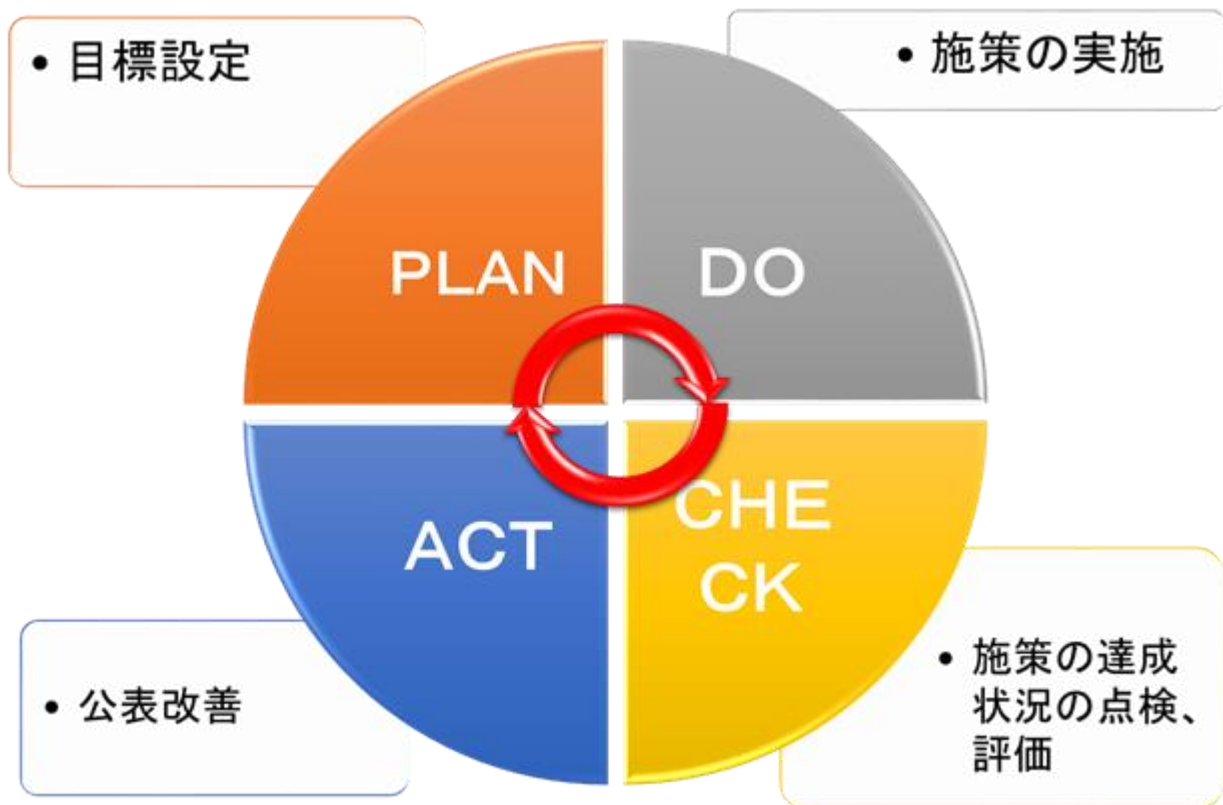 • 目標設定
• 施策の実施
PLAN
DO
ACT
CHE
CK
• 公表改善
• 施策の達成
状況の点検、
評価